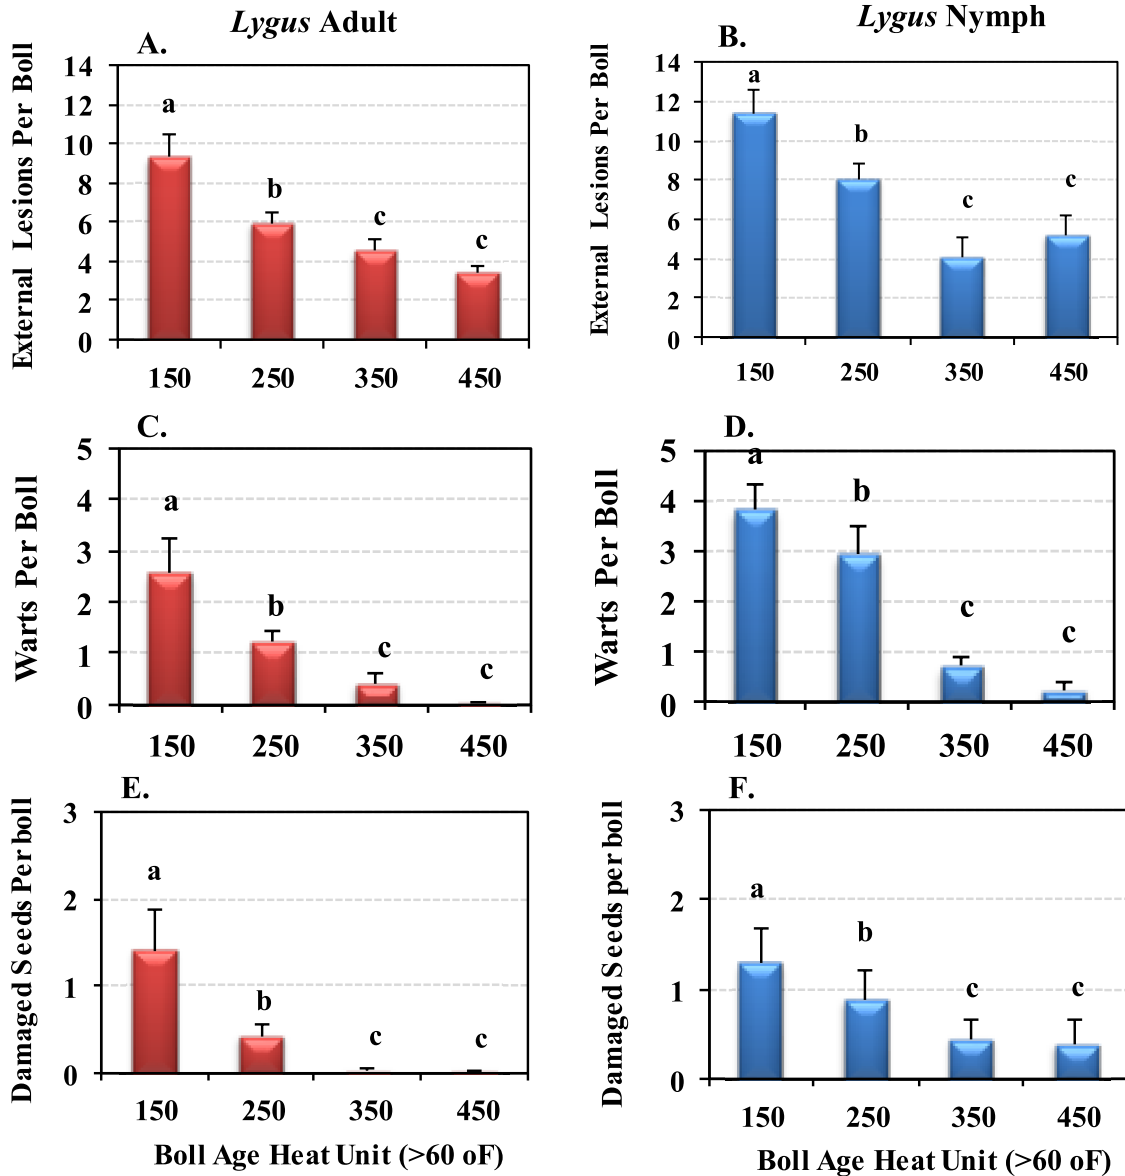 Lygus Adult
A.
External Lesions Per Boll
14
12
10
8
6
4
2
0
a
b
c
c
150 250 350 450
Lygus Nymph
B.
External Lesions Per Boll
14
12
10
8
6
4
2
0
a
b
c
c
150 250 350 450
C.
Warts Per Boll
5
4
3
2
1
0
a
b
c
c
150 250 350 450
D.
Warts Per Boll
5
4
3
2
1
0
a
b
c
c
150 250 350 450
E.
Damaged Seeds Per boll
3
2
1
0
a
b
c
c
150 250 350 450
Boll Age Heat Unit (>60 oF)
F.
Damaged Seeds per boll
3
2
1
0
a
b
c
c
150 250 350 450
Boll Age Heat Unit (>60 oF)